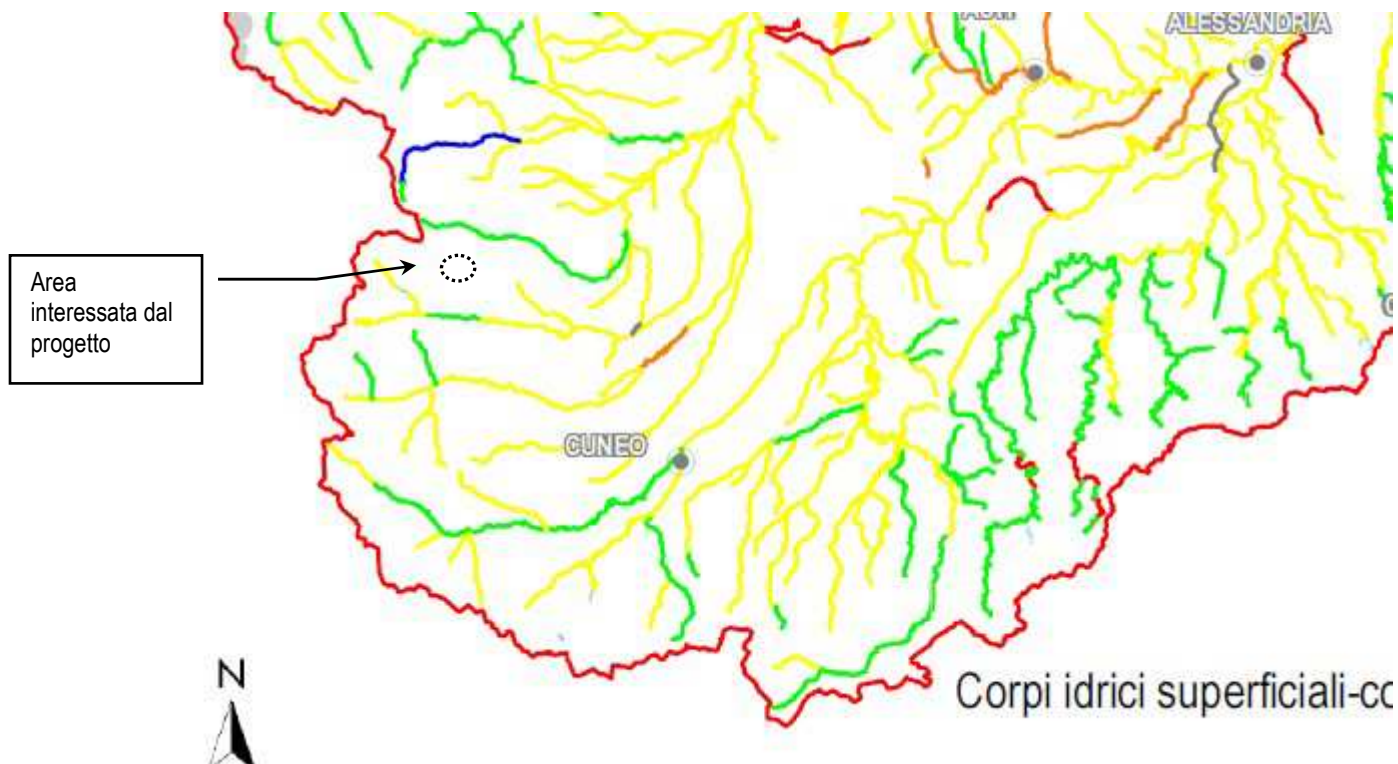 ALESSANDRIA
Area
interessata dal
progetto
CUNEO
N
Corpi idrici superficiali-co